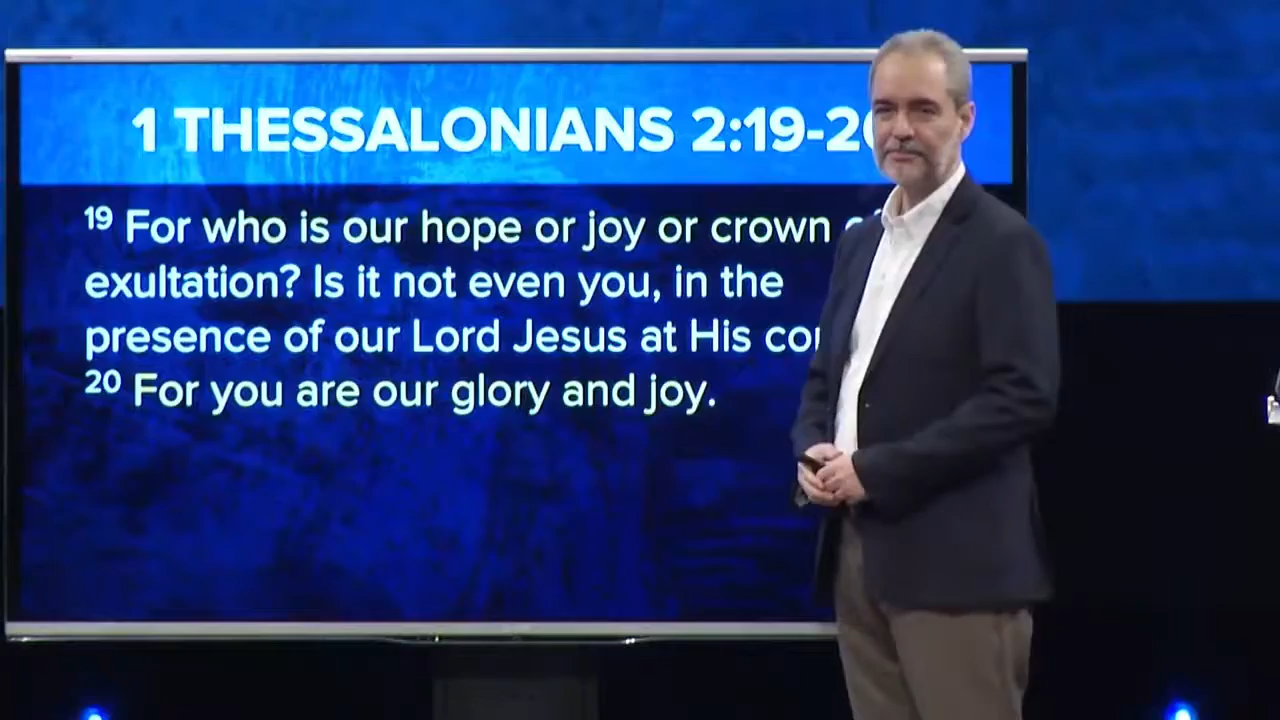 1 THESSALONIANS 2:19-2
19 For who is our hope or joy or crown
exultation? Is it not even you, in the
presence of our Lord Jesus at His
20 For you are our glory and joy.